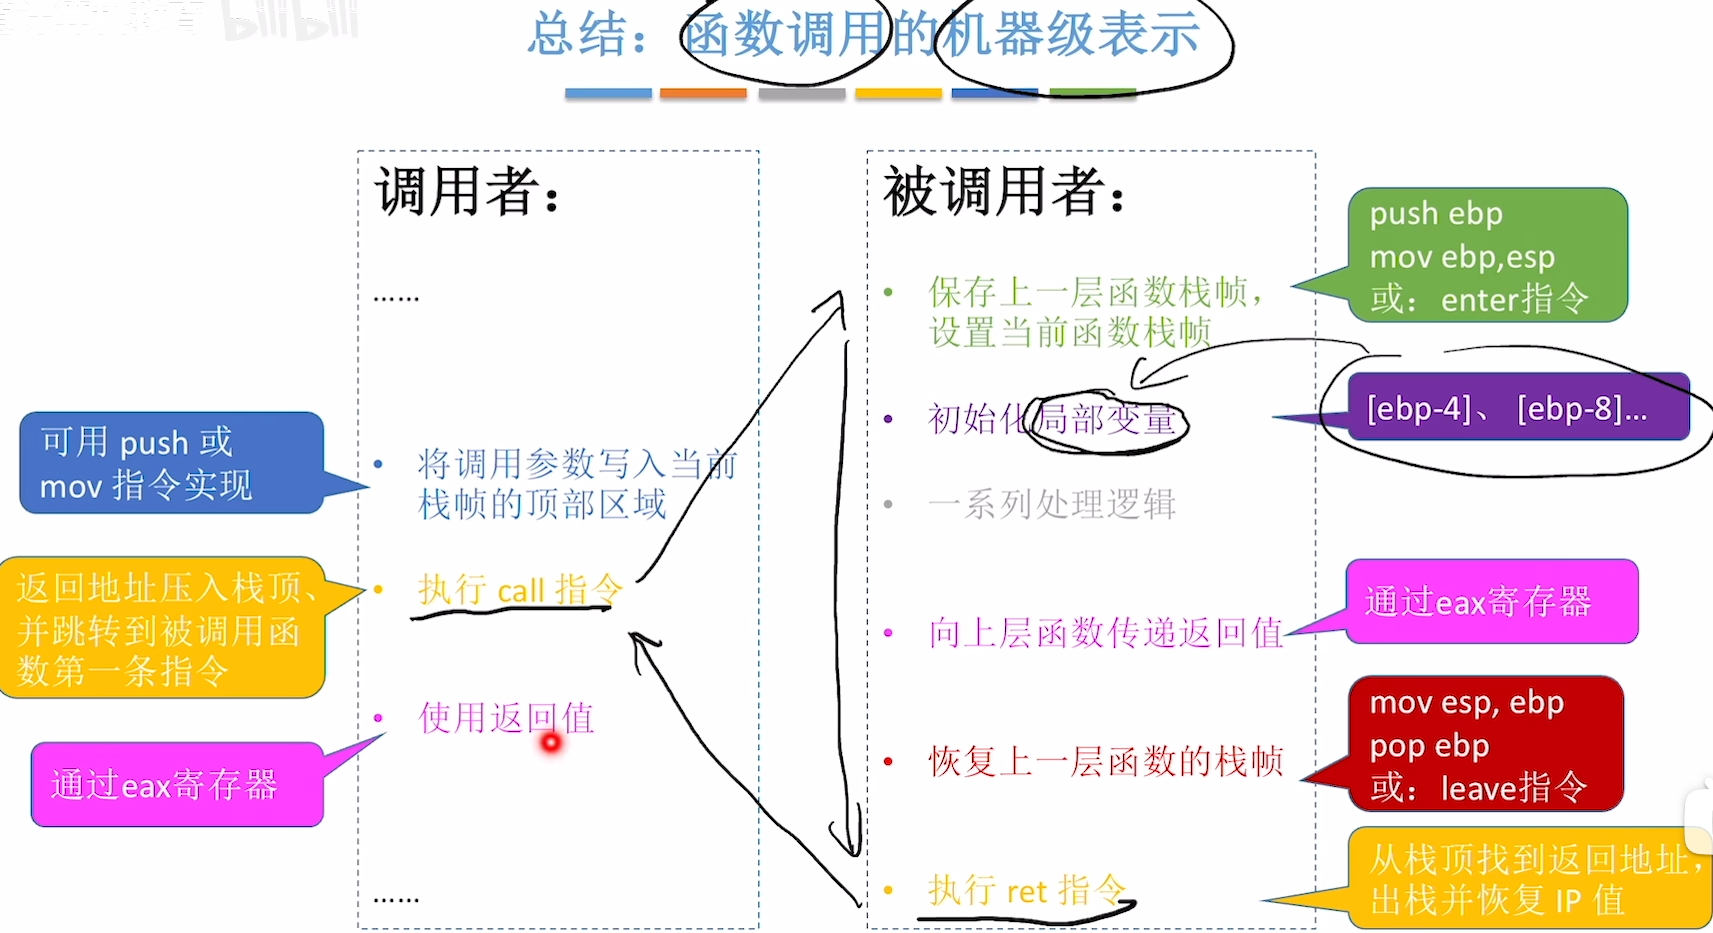 bilibili
总结：函数调用的机器级表示
调用者：
……
可用 push 或
mov 指令实现
• 将调用参数写入当前
栈帧的顶部区域
返回地址压入栈顶、
并跳转到被调用函
数第一条指令
• 执行 call 指令
• 使用返回值
通过eax寄存器
……
被调用者：
• 保存上一层函数栈帧，
设置当前函数栈帧
push ebp
mov ebp,esp
或：enter指令
• 初始化局部变量
[ebp-4]、 [ebp-8]...
• 一系列处理逻辑
• 向上层函数传递返回值
通过eax寄存器
• 恢复上一层函数的栈帧
mov esp, ebp
pop ebp
或：leave指令
• 执行 ret 指令
从栈顶找到返回地址，
出栈并恢复 IP 值